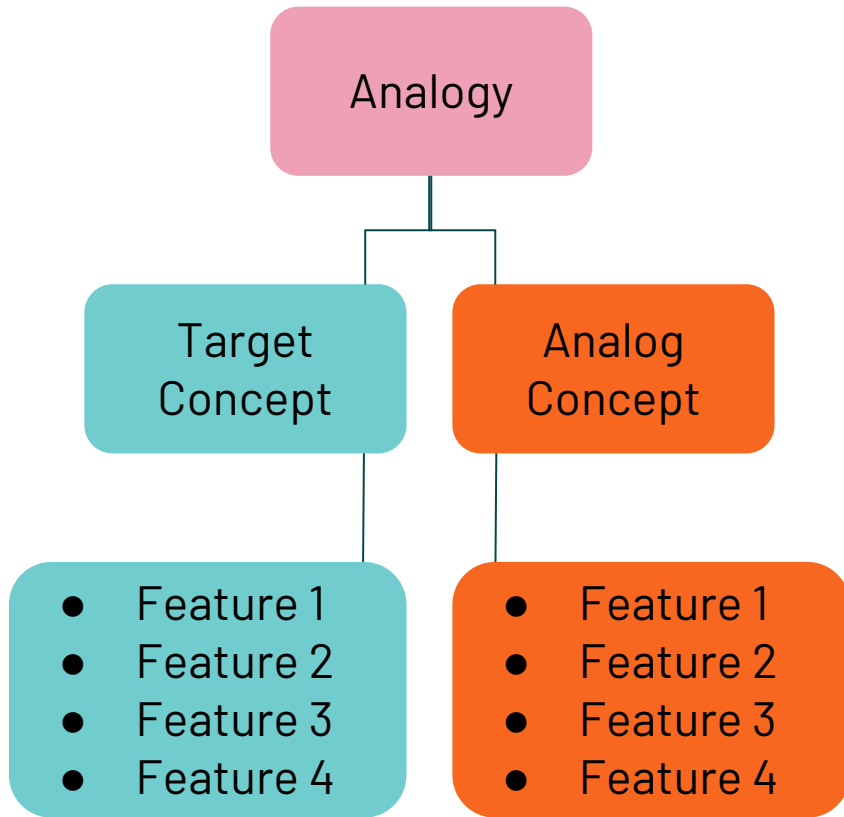 Analogy
Target
Concept
Analog
Concept
● Feature 1
● Feature 2
● Feature 3
● Feature 4
● Feature 1
● Feature 2
● Feature 3
● Feature 4